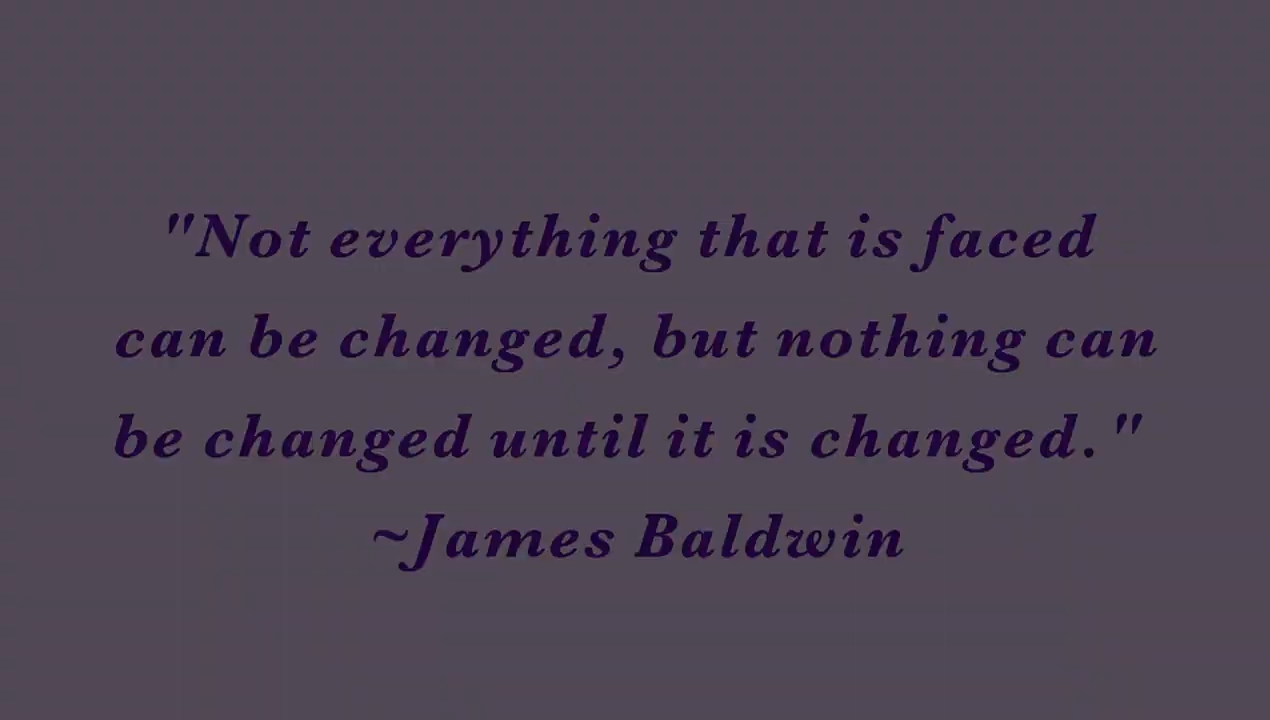 "Not everything that is faced
can be changed, but nothing can
be changed until it is changed."
~James Baldwin